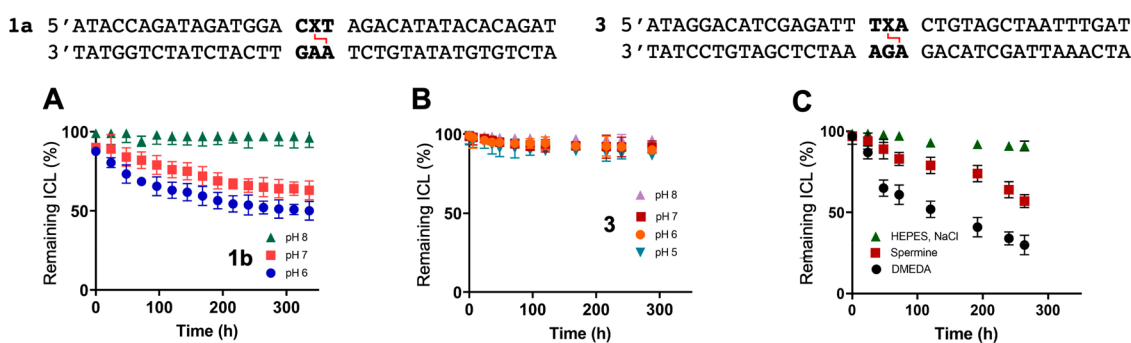 1a 5'ATACCAGATAGATGGA CXT AGACATATACACAGAT
3'TATGGTCTATCTACTT GAA TCTGTATATGTGTCTA
3 5'ATAGGACATCGAGATT TXA CTGTAGCTAATTTGAT
3'TATCCTGTAGCTCTAA AGA GACATCGATTAAACTA
A
Remaining ICL (%)
100
50
0
0 100 200 300
Time (h)
1b
pH 8
pH 7
pH 6
B
Remaining ICL (%)
100
50
0
0 100 200 300
Time (h)
3
pH 8
pH 7
pH 6
pH 5
C
Remaining ICL (%)
100
50
0
0 100 200 300
Time (h)
HEPES, NaCl
Spermine
DMEDA